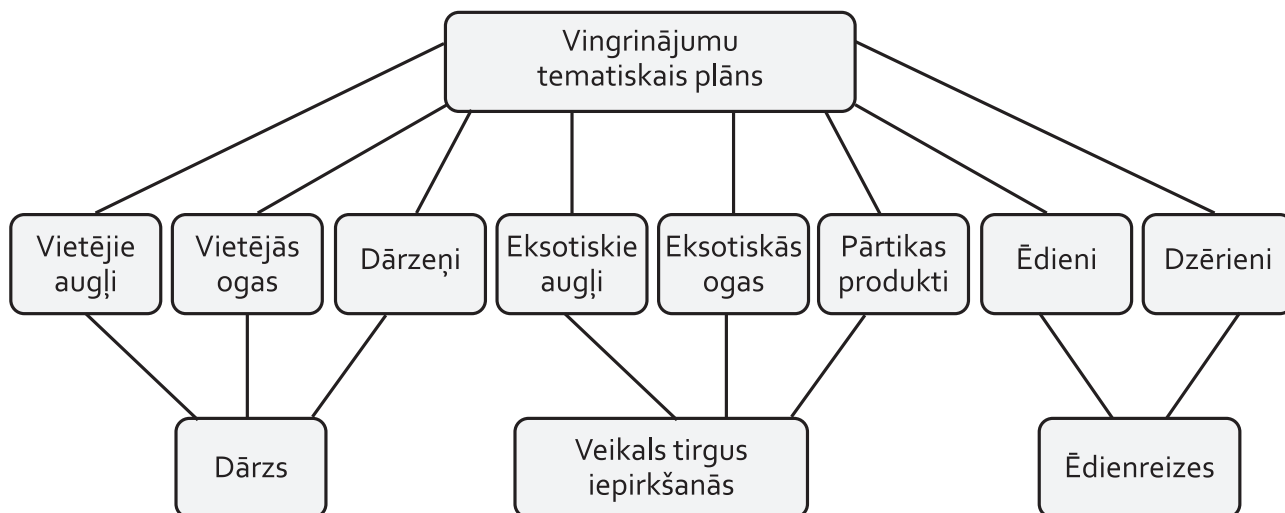 Vingrinājumu
tematiskais plāns
Vietējie
augļi
Vietējās
ogas
Dārzeņi
Eksotiskie
augļi
Eksotiskās
ogas
Pārtikas
produkti
Ēdieni
Dzērieni
Dārzs
Veikals tirgus
iepirkšanās
Ēdienreizes